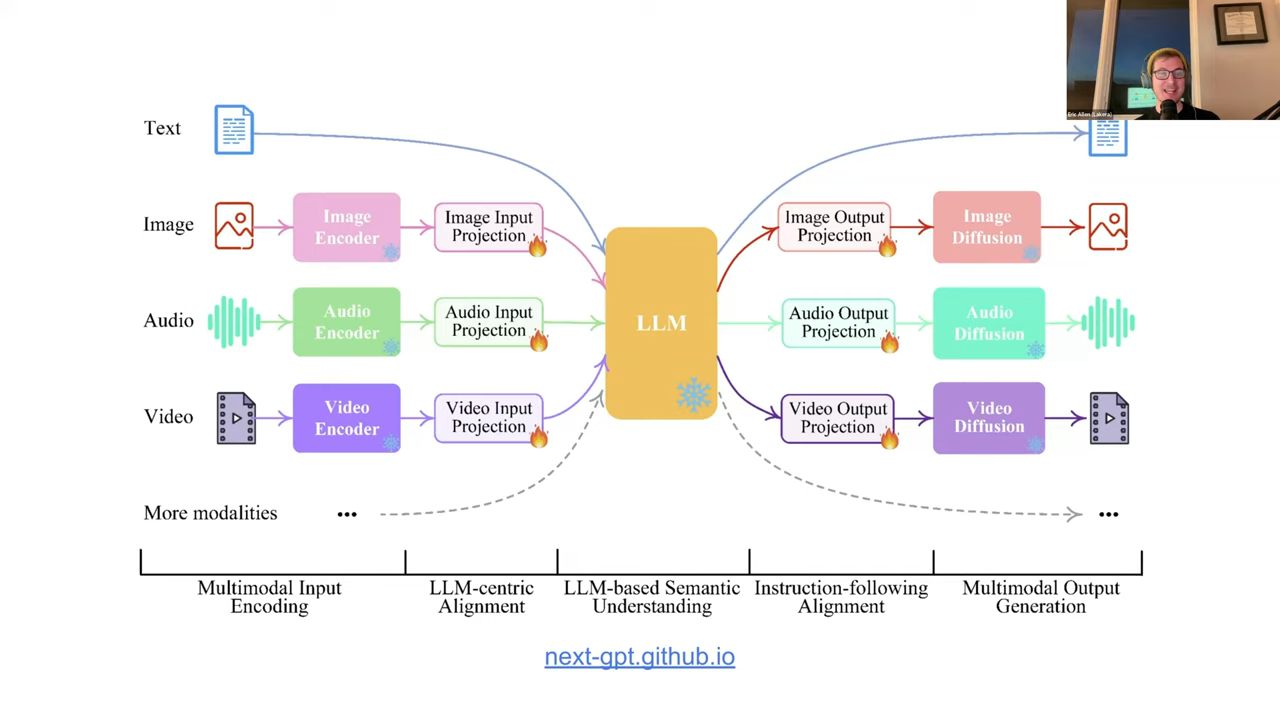 Eric Allen (Lakera)
Text
Image
Image
Encoder
Image Input
Projection
Image Output
Projection
Image
Diffusion
LLM
Audio
Audio
Encoder
Audio Input
Projection
Audio Output
Projection
Audio
Diffusion
Video
Video
Encoder
Video Input
Projection
Video Output
Projection
Video
Diffusion
More modalities
...
...
Multimodal Input
Encoding
LLM-centric
Alignment
LLM-based Semantic
Understanding
Instruction-following
Alignment
Multimodal Output
Generation
next-gpt.github.io